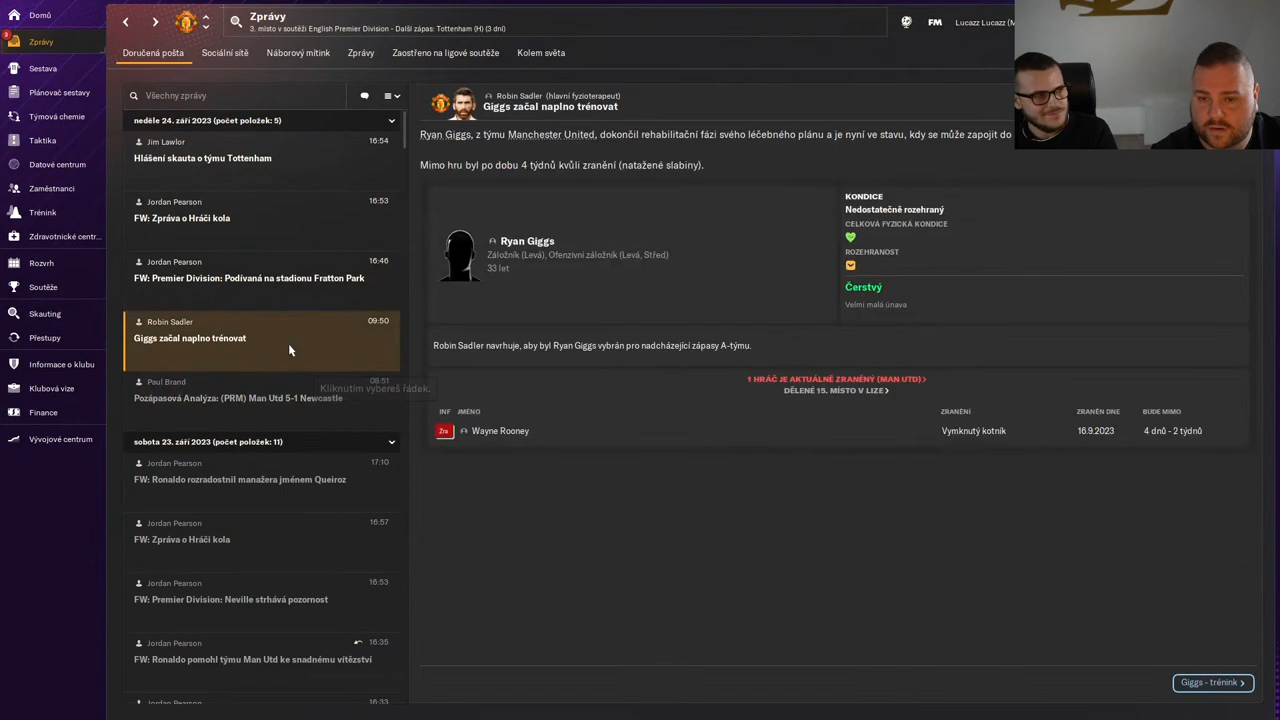 Domů
3
Zprávy
Sestava
Plánovač sestavy
Týmová chemie
Taktika
Datové centrum
Zaměstnanci
Trénink
Zdravotnické centr...
Rozvrh
Soutěže
Skauting
Přestupy
Informace o klubu
Klubová vize
Finance
Vývojové centrum
Zprávy
3. místo v soutěži English Premier Division - Další zápas: Tottenham (H) (3 dní)
FM
Lucazz Lucazz (M
Doručená pošta
Sociální sítě
Náborový mítink
Zprávy
Zaostřeno na ligové soutěže
Kolem světa
Všechny zprávy
neděle 24. září 2023 (počet položek: 5)
Jim Lawlor 16:54
Hlášení skauta o týmu Tottenham
Jordan Pearson 16:53
FW: Zpráva o Hráči kola
Jordan Pearson 16:46
FW: Premier Division: Podívaná na stadionu Fratton Park
Robin Sadler 09:50
Giggs začal naplno trénovat
Paul Brand 08:51
Kliknutím vybereš řádek.
Pozápasová Analýza: (PRM) Man Utd 5-1 Newcastle
sobota 23. září 2023 (počet položek: 11)
Jordan Pearson 17:10
FW: Ronaldo rozradostnil manažera jménem Queiroz
Jordan Pearson 16:57
FW: Zpráva o Hráči kola
Jordan Pearson 16:53
FW: Premier Division: Neville strhává pozornost
Jordan Pearson 16:35
FW: Ronaldo pomohl týmu Man Utd ke snadnému vítězství
Jordan Pearson 16:33
Robin Sadler (hlavní fyzioterapeut)
Giggs začal naplno trénovat
Ryan Giggs, z týmu Manchester United, dokončil rehabilitační fázi svého léčebného plánu a je nyní ve stavu, kdy se může zapojit do
Mimo hru byl po dobu 4 týdnů kvůli zranění (natažené slabiny).
Ryan Giggs
Záložník (Levá), Ofenzivní záložník (Levá, Střed)
33 let
KONDICE
Nedostatečně rozehraný
CELKOVÁ FYZICKÁ KONDICE
ROZEHRANOST
Čerstvý
Velmi malá únava
Robin Sadler navrhuje, aby byl Ryan Giggs vybrán pro nadcházející zápasy A-týmu.
1 HRÁČ JE AKTUÁLNĚ ZRANĚNÝ (MAN UTD)
DĚLENÉ 15. MÍSTO V LIZE
INF JMÉNO ZRANĚNÍ ZRANĚN DNE BUDE MIMO
Zra Wayne Rooney Vymknutý kotník 16.9.2023 4 dnů - 2 týdnů
Giggs - trénink